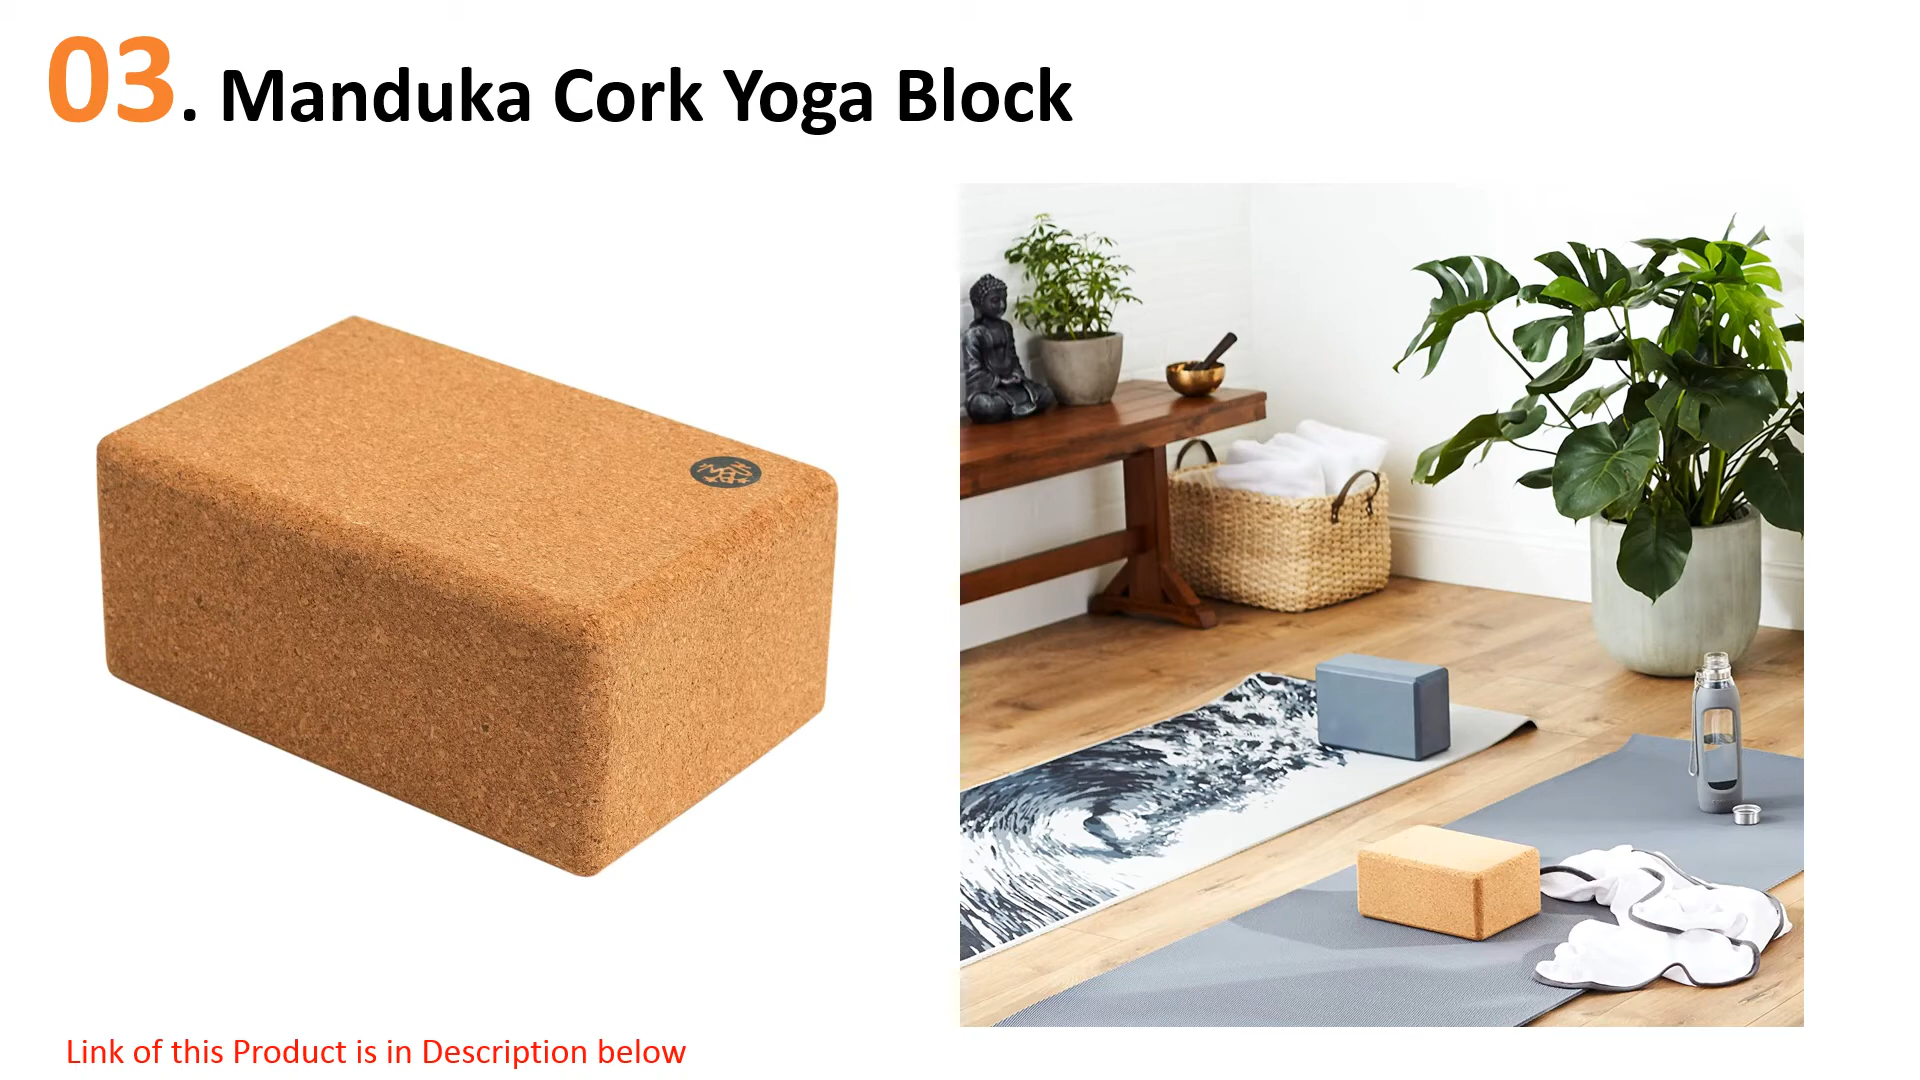 03. Manduka Cork Yoga Block
Link of this Product is in Description below